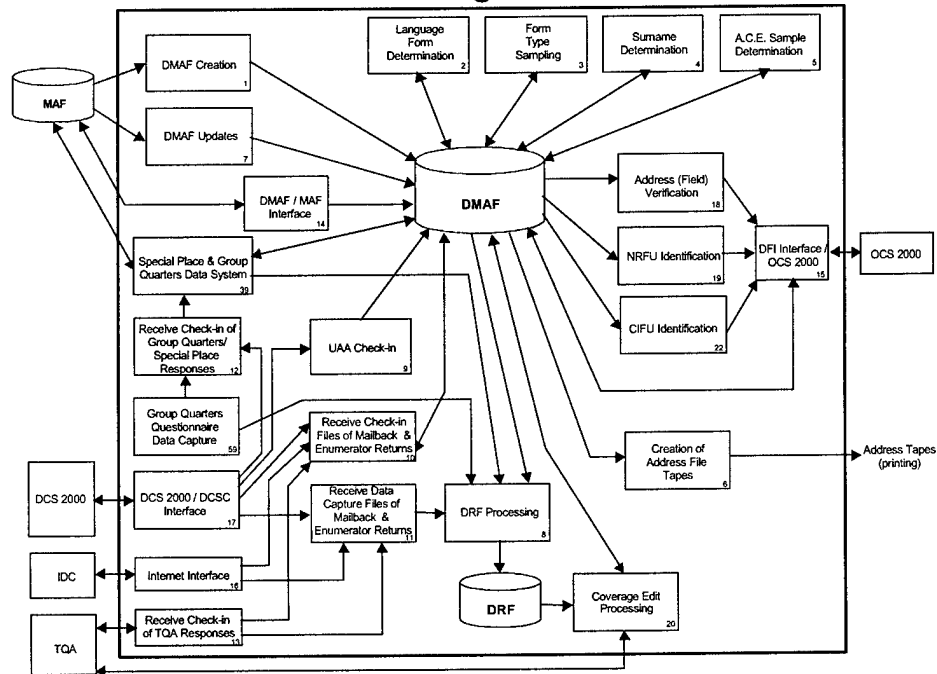 Language
Form
Determination
2
Form
Type
Sampling
3
Surname
Determination
4
A.C.E. Sample
Determination
5
MAF
DMAF Creation
1
DMAF Updates
7
DMAF / MAF
Interface
14
DMAF
Address (Field)
Verification
18
Special Place & Group
Quarters Data System
39
NRFU Identification
19
DFI Interface /
OCS 2000
15
OCS 2000
CIFU Identification
22
Receive Check-in of
Group Quarters/
Special Place
Responses
12
UAA Check-in
9
Group Quarters
Questionnaire
Data Capture
59
Receive Check-in
Files of Mailback &
Enumerator Returns
10
Creation of
Address File
Tapes
6
Address Tapes
(printing)
DCS 2000
DCS 2000 / DCSC
Interface
17
Receive Data
Capture Files of
Mailback &
Enumerator Returns
11
DRF Processing
8
IDC
Internet Interface
16
DRF
Coverage Edit
Processing
20
TQA
Receive Check-in
of TQA Responses
13